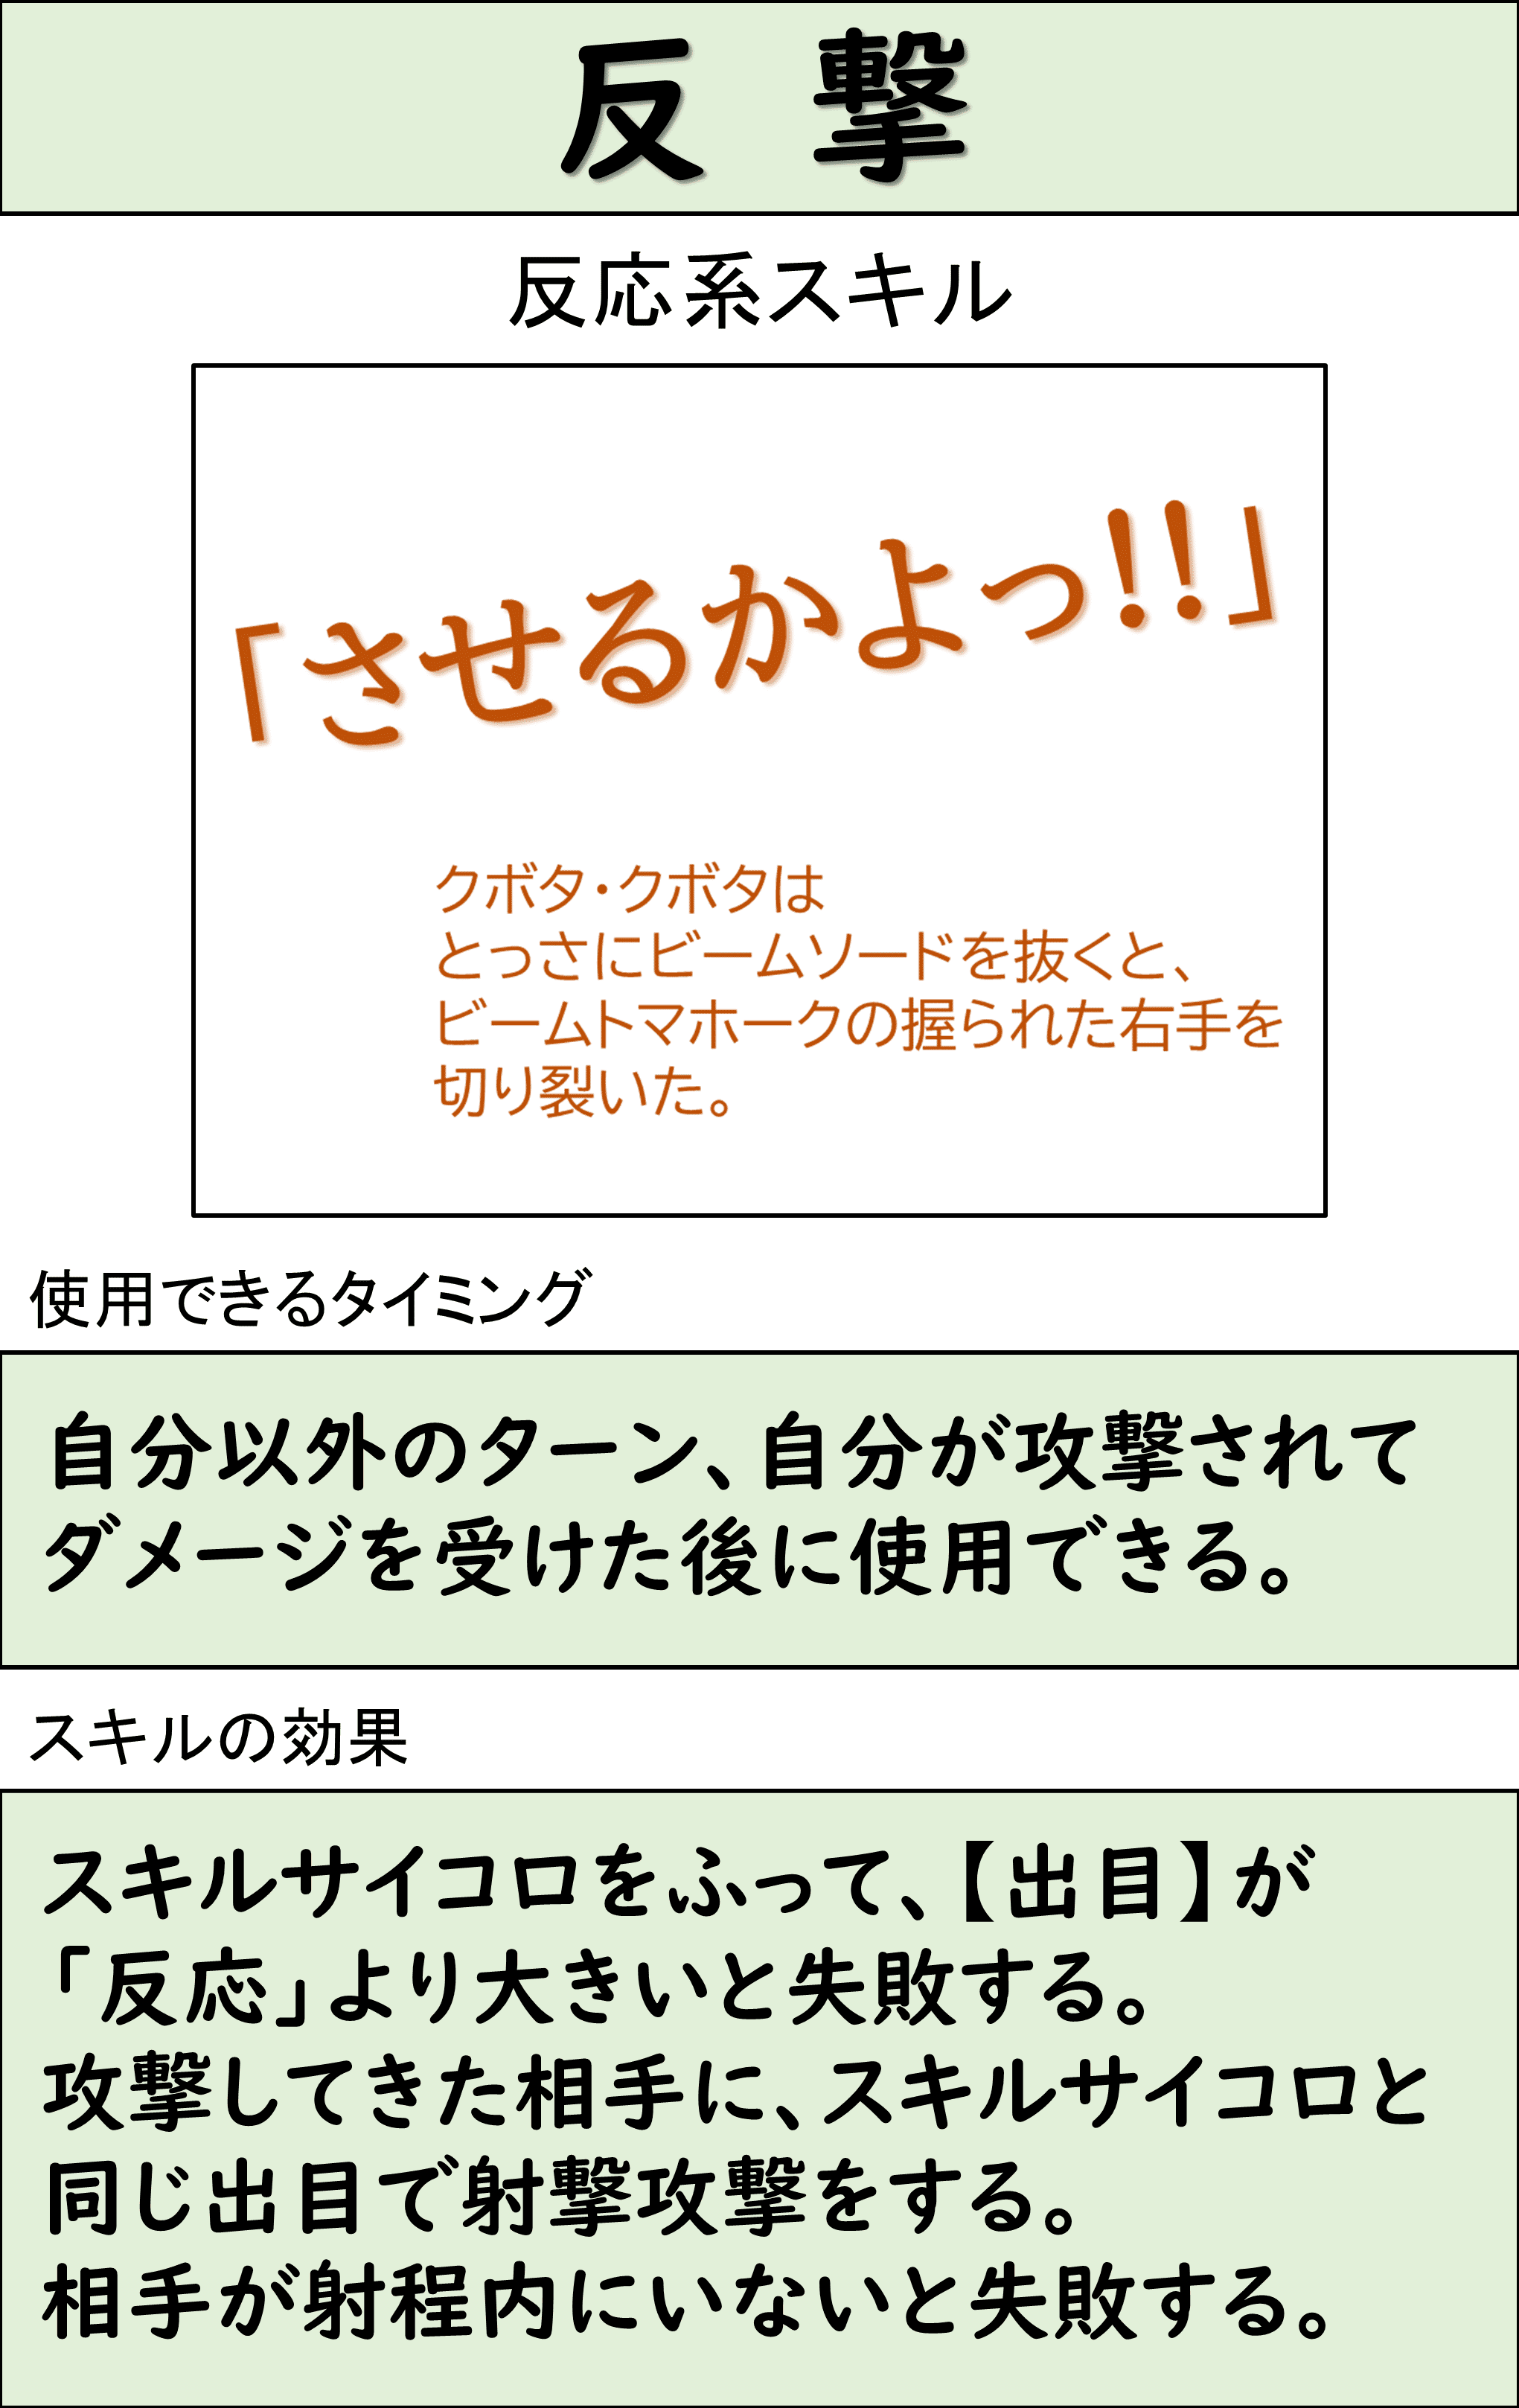 反撃
反応系スキル
「させるかよっ!!」
クボタ・クボタは
とっさにビームソードを抜くと、
ビームトマホークの握られた右手を
切り裂いた。
使用できるタイミング
自分以外のターン、自分が攻撃されて
ダメージを受けた後に使用できる。
スキルの効果
スキルサイコロをふって、【出目】が
「反応」より大きいと失敗する。
攻撃してきた相手に、スキルサイコロと
同じ出目で射撃攻撃をする。
相手が射程内にいないと失敗する。